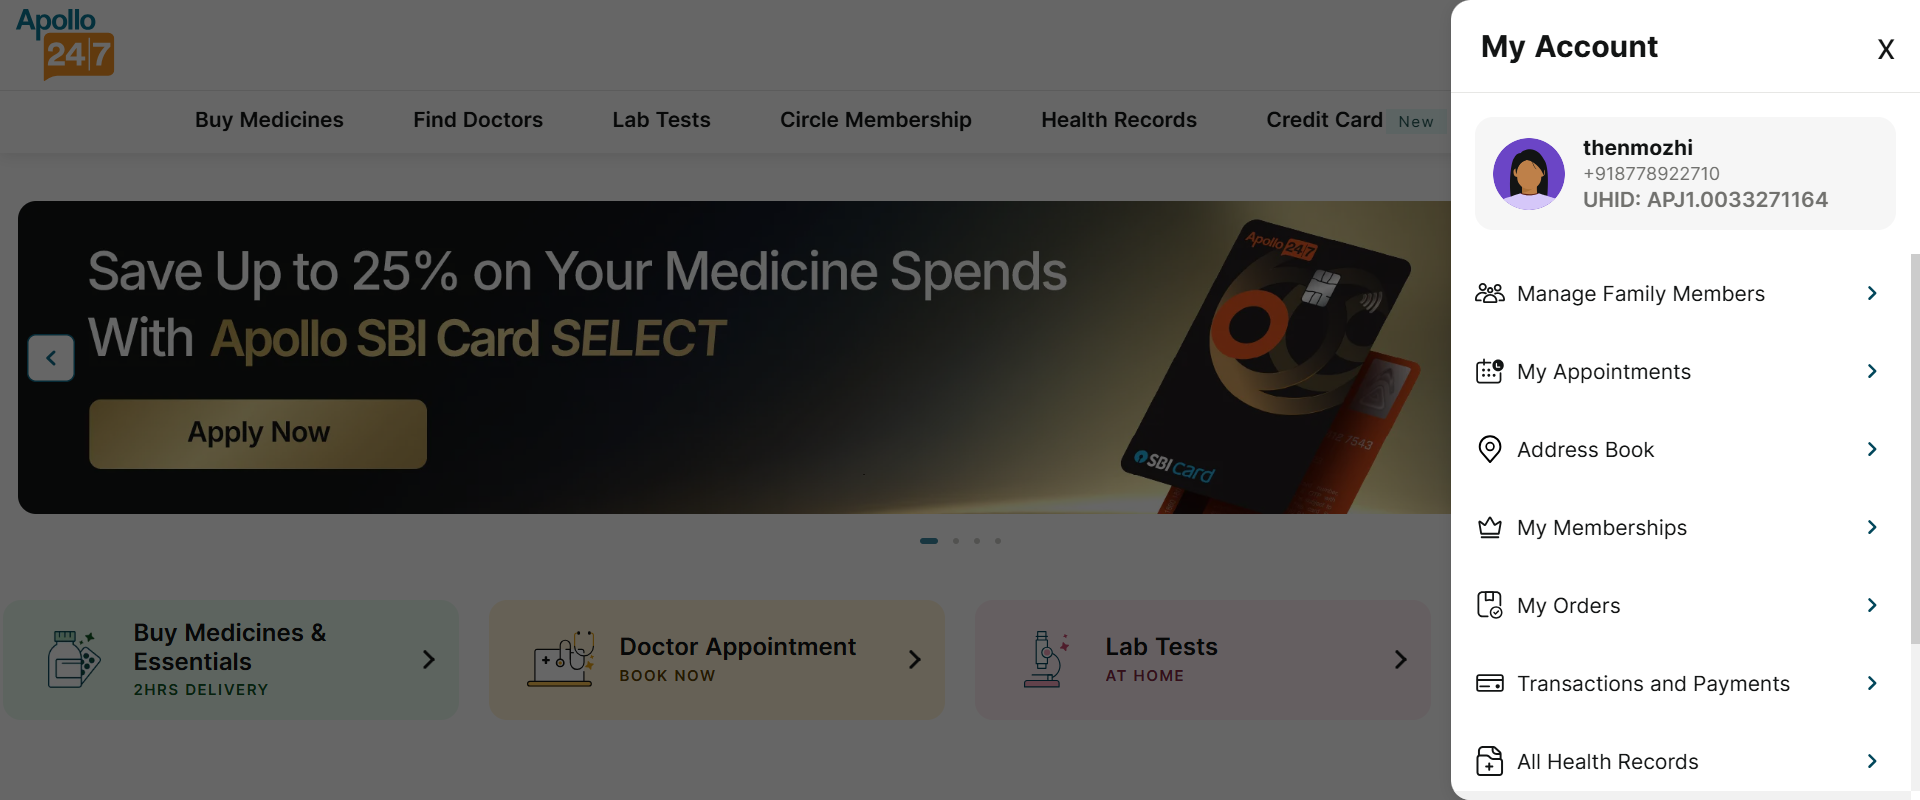 Apollo
24|7
Buy Medicines
Find Doctors
Lab Tests
Circle Membership
Health Records
Credit Card New
Save Up to 25% on Your Medicine Spends
With Apollo SBI Card SELECT
Apply Now
Apollo 24|7
SBI card
7543
Buy Medicines &
Essentials
2HRS DELIVERY
Doctor Appointment
BOOK NOW
Lab Tests
AT HOME
My Account
X
thenmozhi
+918778922710
UHID: APJ1.0033271164
Manage Family Members
My Appointments
Address Book
My Memberships
My Orders
Transactions and Payments
All Health Records